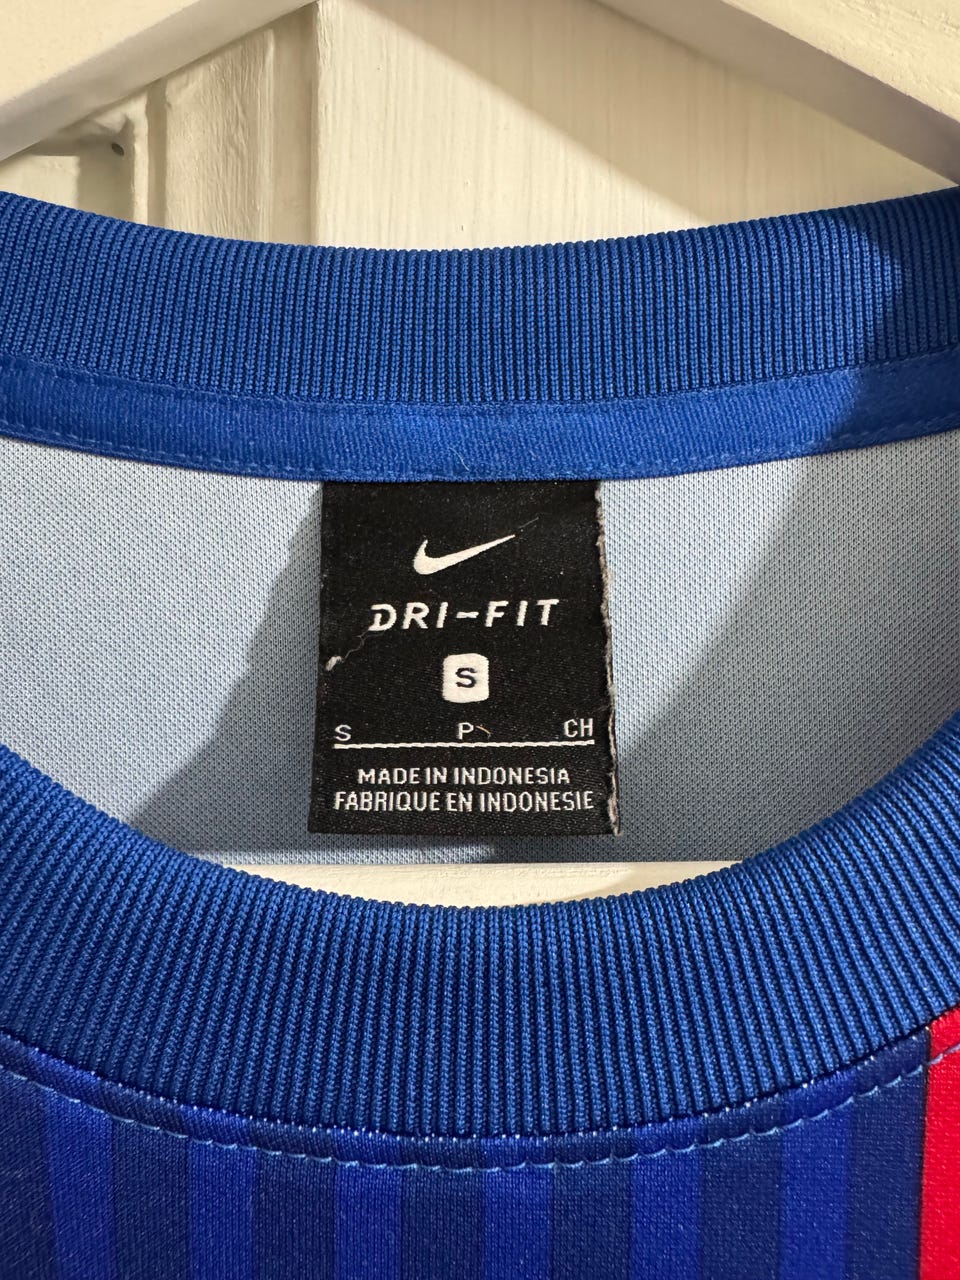 DRI-FIT
S
S P CH
MADE IN INDONESIA
FABRIQUE EN INDONESIE